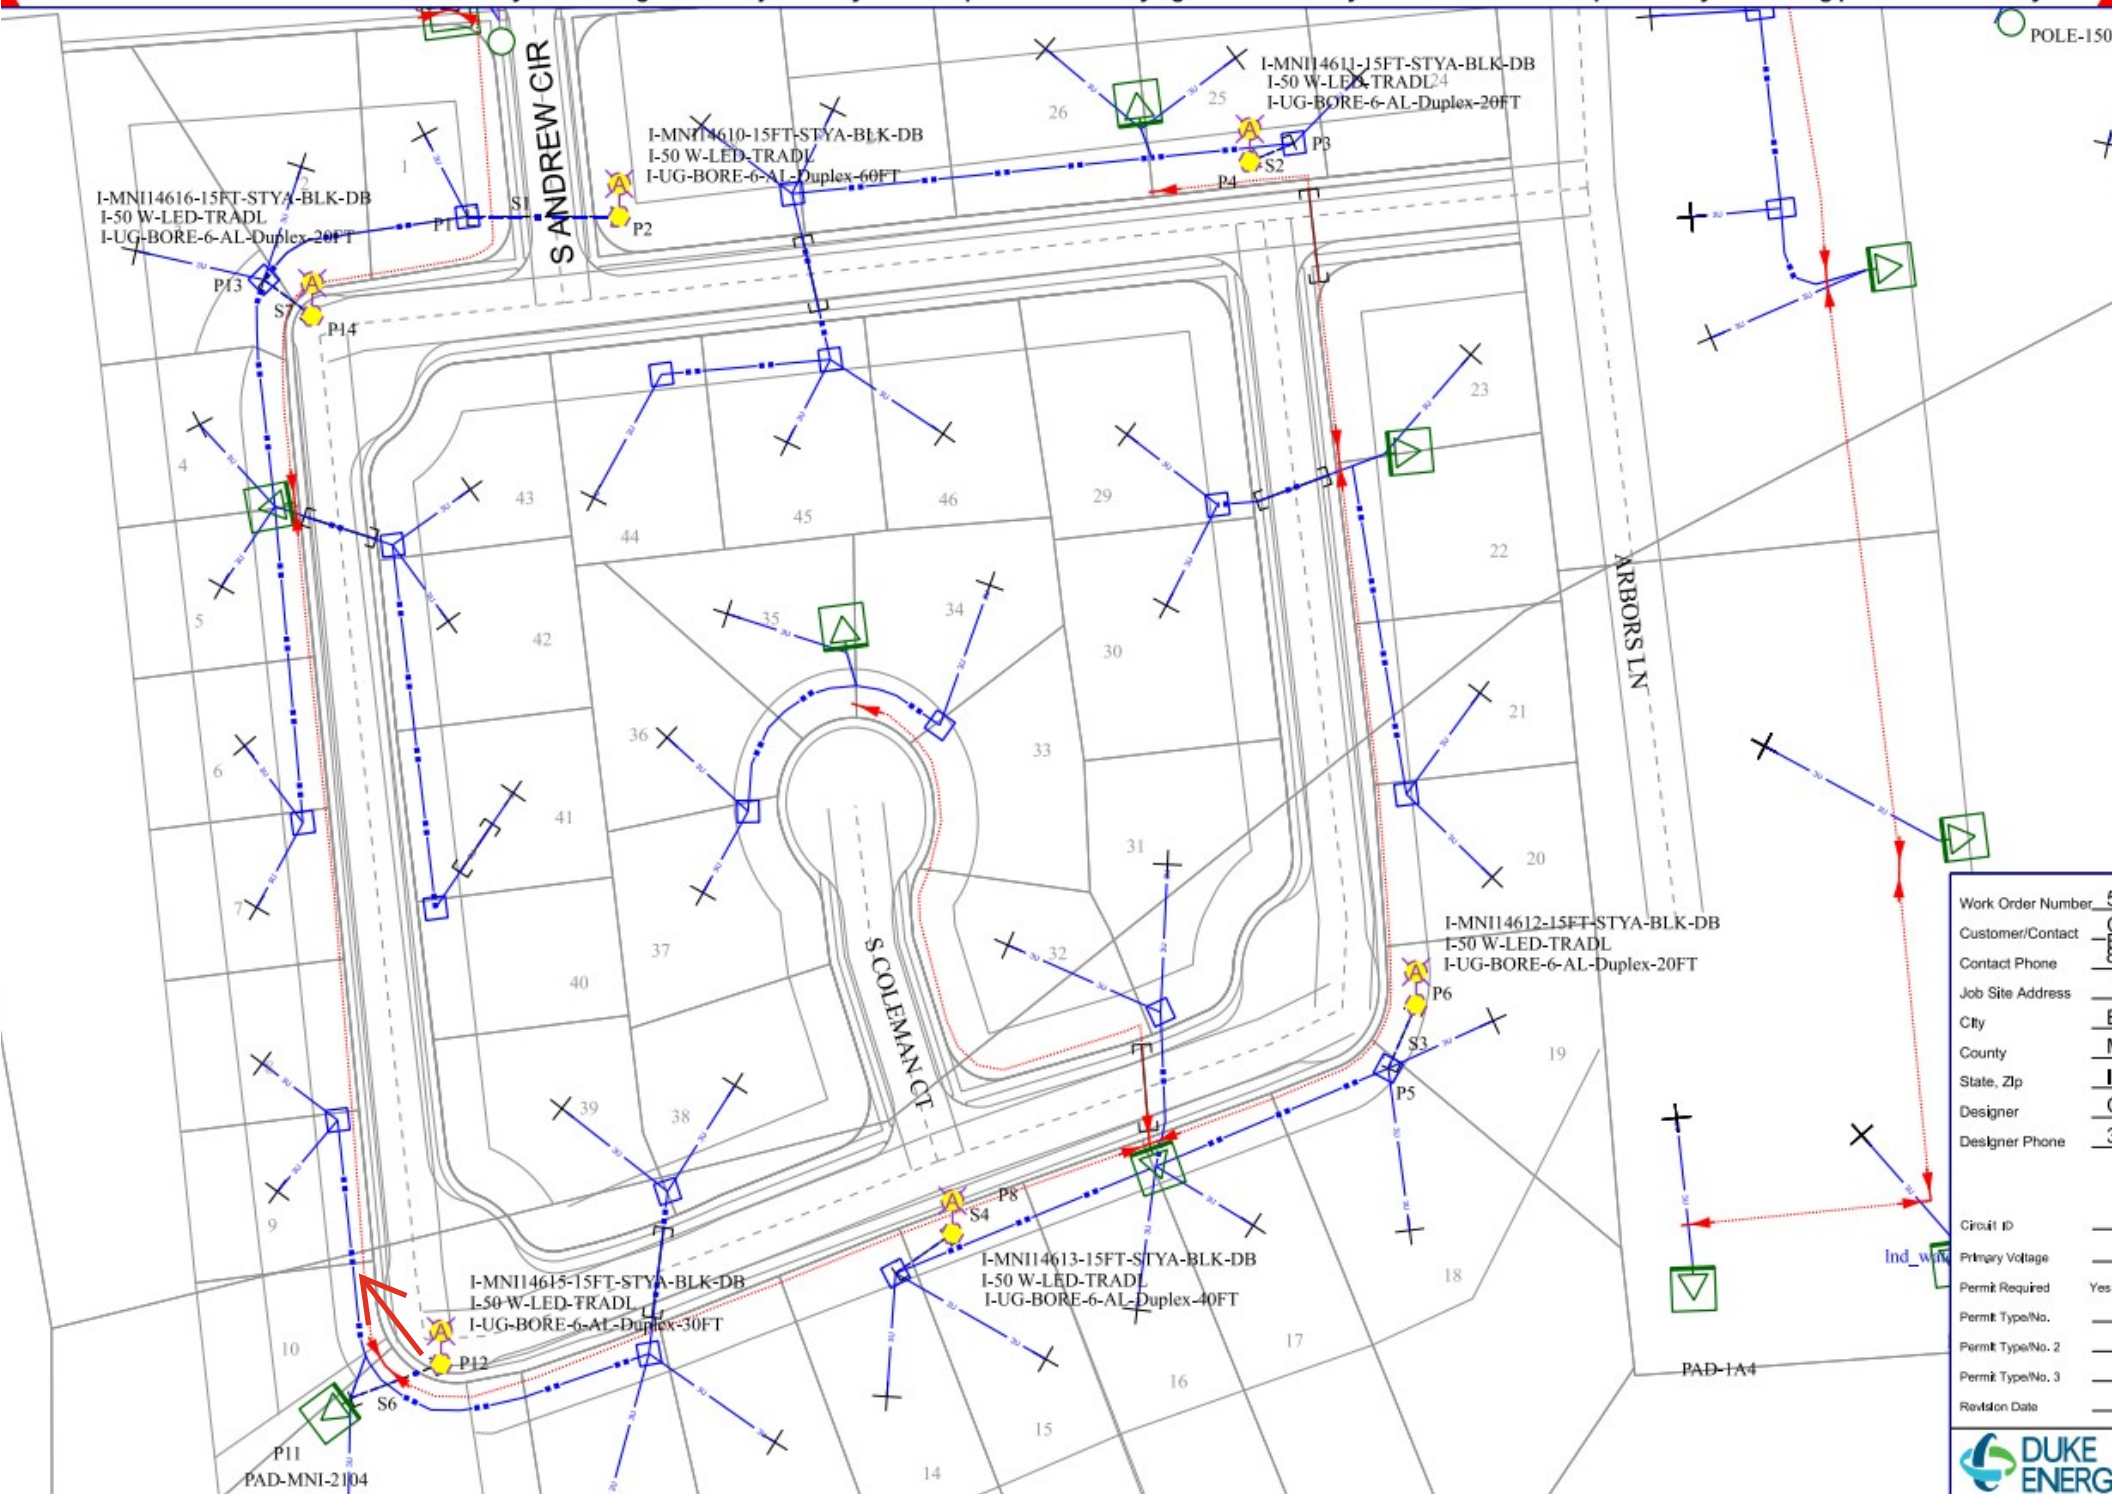 POLE-150
S ANDREW CIR
I-MNI14611-15FT-STYA-BLK-DB
I-50 W-LED-TRADL
I-UG-BORE-6-AL-Duplex-20FT
24
25
26
S2
P3
P4
I-MNI14610-15FT-STYA-BLK-DB
I-50 W-LED-TRADL
I-UG-BORE-6-AL-Duplex-60FT
1
2
I-MNI14616-15FT-STYA-BLK-DB
I-50 W-LED-TRADL
I-UG-BORE-6-AL-Duplex-20FT
S1
P1
P2
P13
S7
P14
23
4
43
44
45
46
29
22
ARBORS LN
5
42
35
34
30
21
6
36
33
41
31
20
7
37
32
40
S COLEMAN CT
I-MNI14612-15FT-STYA-BLK-DB
I-50 W-LED-TRADL
I-UG-BORE-6-AL-Duplex-20FT
P6
S3
P5
19
39
38
9
P8
S4
18
I-MNI14613-15FT-STYA-BLK-DB
I-50 W-LED-TRADL
I-UG-BORE-6-AL-Duplex-40FT
I-MNI14615-15FT-STYA-BLK-DB
I-50 W-LED-TRADL
I-UG-BORE-6-AL-Duplex-30FT
10
P12
S6
17
16
15
14
P11
PAD-MNI-2104
PAD-1A4
Work Order Number
Customer/Contact
Contact Phone
Job Site Address
City
County
State, Zip
Designer
Designer Phone
Circuit ID
Primary Voltage
Permit Required Yes
Permit Type/No.
Permit Type/No. 2
Permit Type/No. 3
Revision Date
DUKE
ENERG